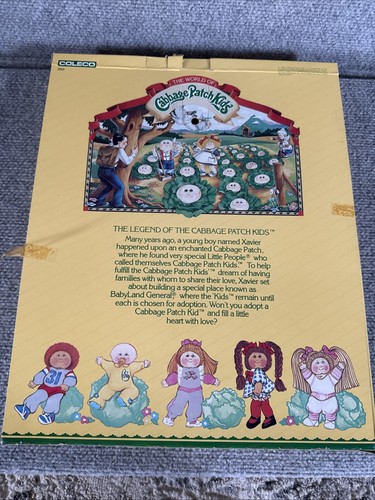 COLECO
THE WORLD OF
Cabbage Patch Kids™
THE LEGEND OF THE CABBAGE PATCH KIDS™
Many years ago, a young boy named Xavier
happened upon an enchanted Cabbage Patch,
where he found very special Little People®, who
called themselves Cabbage Patch Kids.™ To help
fulfill the Cabbage Patch Kids™ dream of having
families with whom to share their love, Xavier set
about building a special place known as
BabyLand General,® where the 'Kids'™ remain until
each is chosen for adoption. Won't you adopt a
Cabbage Patch Kid™ and fill a little
heart with love?
31